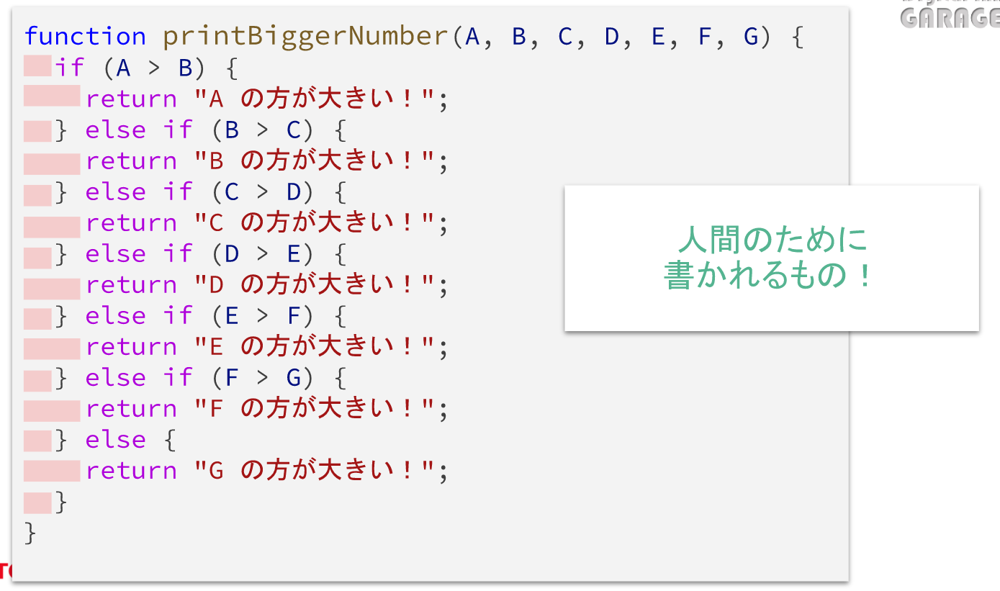 GARAGE
function printBiggerNumber(A, B, C, D, E, F, G) {
if (A > B) {
return "A の方が大きい！";
} else if (B > C) {
return "B の方が大きい！";
} else if (C > D) {
return "C の方が大きい！";
} else if (D > E) {
return "D の方が大きい！";
} else if (E > F) {
return "E の方が大きい！";
} else if (F > G) {
return "F の方が大きい！";
} else {
return "G の方が大きい！";
}
}
人間のために
書かれるもの！